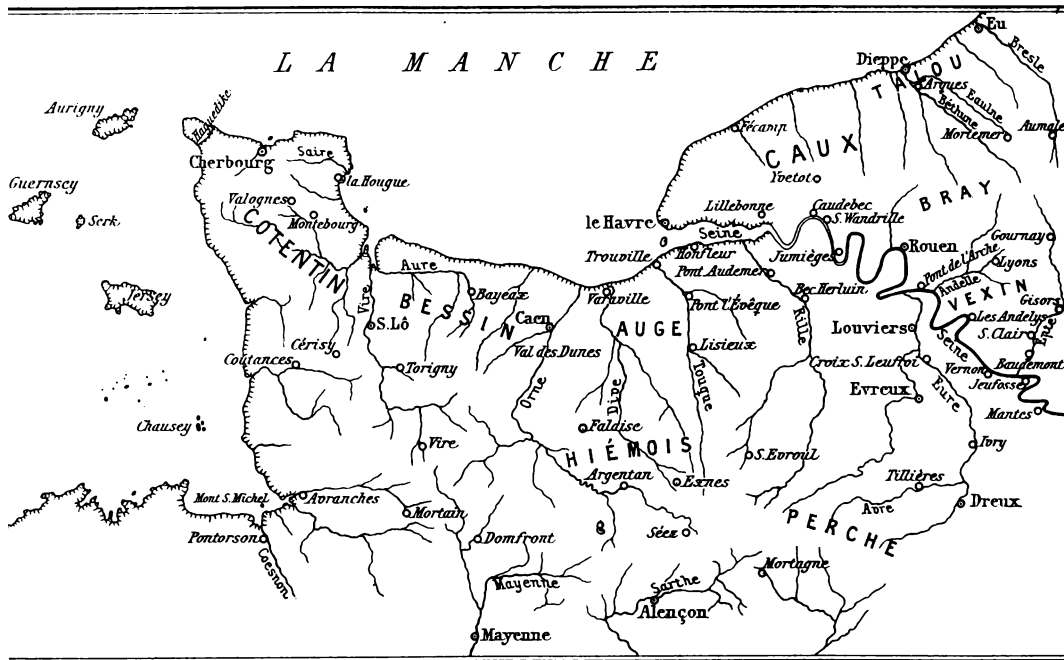 LA MANCHE
Eu
Bresle
Dieppe
TALOU
Arques
Eaulne
Béthune
Mortemer
Aumale
Aurigny
Haguedike
Cherbourg
Saire
la Hougue
Fécamp
CAUX
Yvetot
BRAY
Guernsey
Serk
Valognes
Montebourg
COTENTIN
Lillebonne
Caudebec
S. Wandrille
le Havre
Seine
Honfleur
Trouville
Pont Audemer
Jumièges
Rouen
Gournay
Pont de l'Arche
Lyons
Andelle
VEXIN
Gisors
Jersey
Aure
Vire
BESSIN
Bayeax
Varaville
Caen
AUGE
Pont l'Évêque
Bec Herluin
Rille
Louviers
Les Andelys
S. Clair
Epte
S. Lô
Cérisy
Coutances
Torigny
Val des Dunes
Lisieux
Croix S. Leuffroi
Seine
Vernon
Baudemont
Jeufosse
Evreux
Eure
Mantes
Orne
Dive
Touque
Chausey
Vire
Falaise
HIÉMOIS
S. Evroul
Ivry
Argentan
Exnes
Tillières
Mont S. Michel
Avranches
Mortain
Avre
Dreux
PERCHE
Pontorson
Coesnon
Domfront
Séez
Mayenne
Sarthe
Mortagne
Alençon
Mayenne